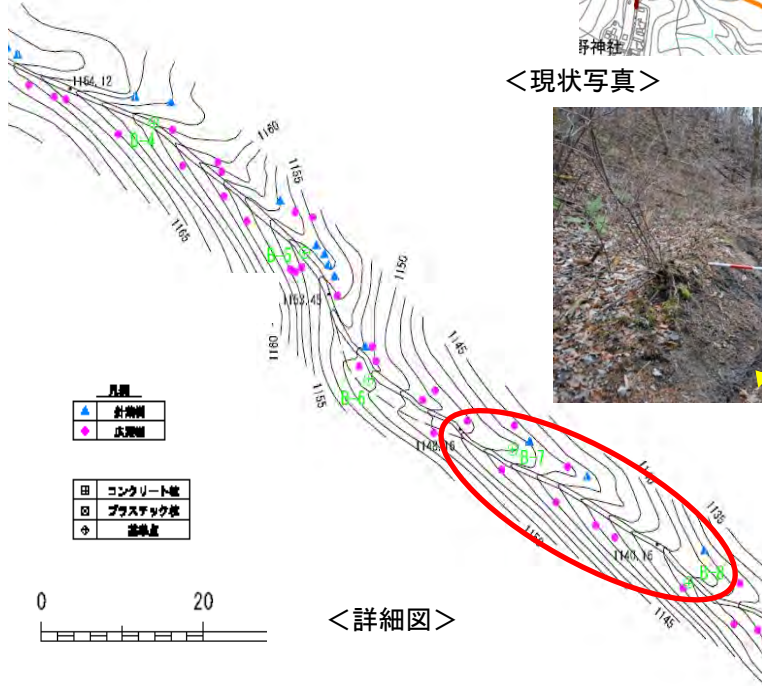 野神社
<現状写真>
1164.12
B-4
1160
1155
1165
B-5
1150
1153.45
1160
1155
B-6
1145
凡例
針葉樹
広葉樹
1148.16
B-7
1140
1135
コンクリート杭
プラスチック杭
基準点
1150
1140.16
B-8
1145
0 20
<詳細図>